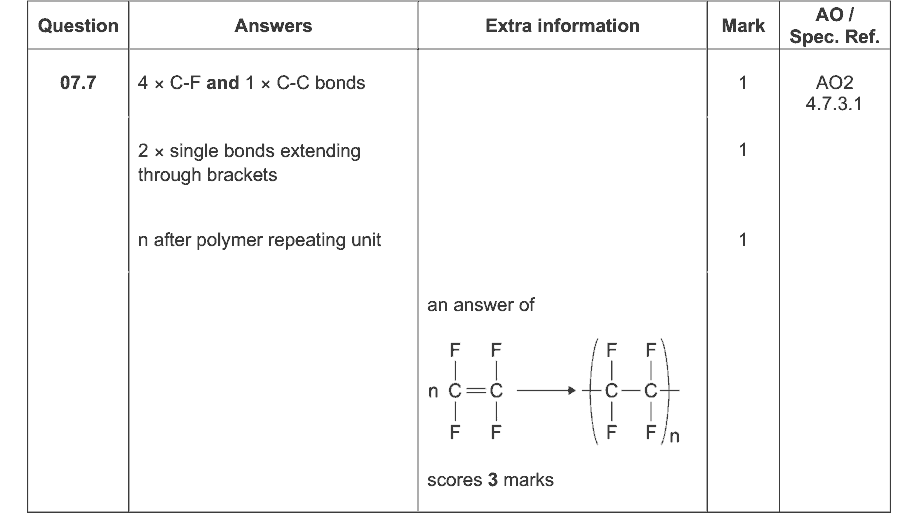 Question Answers Extra information Mark AO /
Spec. Ref.
07.7 4 × C-F and 1 × C-C bonds 1 AO2
4.7.3.1
2 × single bonds extending 1
through brackets
n after polymer repeating unit 1
an answer of
F F F F
n C=C C—C
F F F F n
scores 3 marks